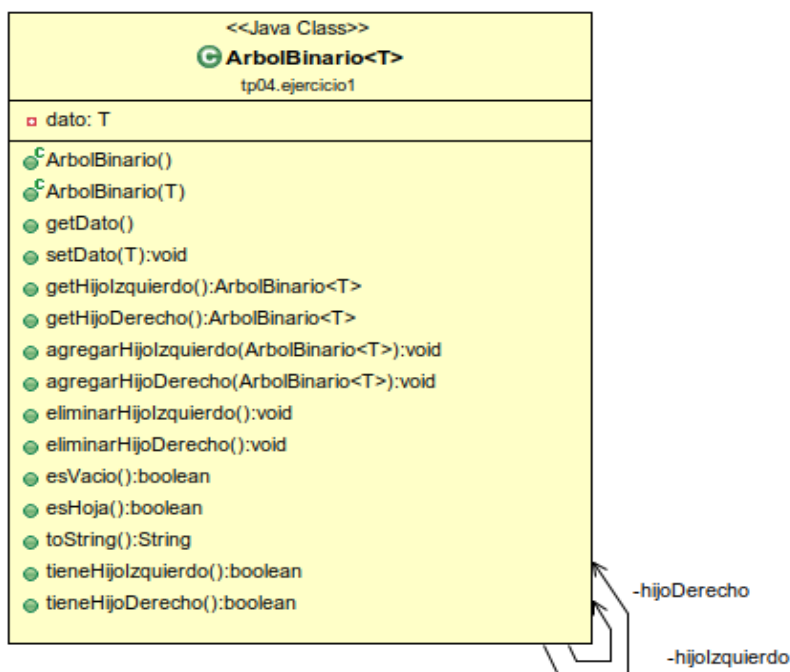 <<Java Class>>
C ArbolBinario<T>
tp04.ejercicio1
dato: T
C ArbolBinario()
C ArbolBinario(T)
getDato()
setDato(T):void
getHijoIzquierdo():ArbolBinario<T>
getHijoDerecho():ArbolBinario<T>
agregarHijoIzquierdo(ArbolBinario<T>):void
agregarHijoDerecho(ArbolBinario<T>):void
eliminarHijoIzquierdo():void
eliminarHijoDerecho():void
esVacio():boolean
esHoja():boolean
toString():String
tieneHijoIzquierdo():boolean
tieneHijoDerecho():boolean
-hijoDerecho
-hijoIzquierdo